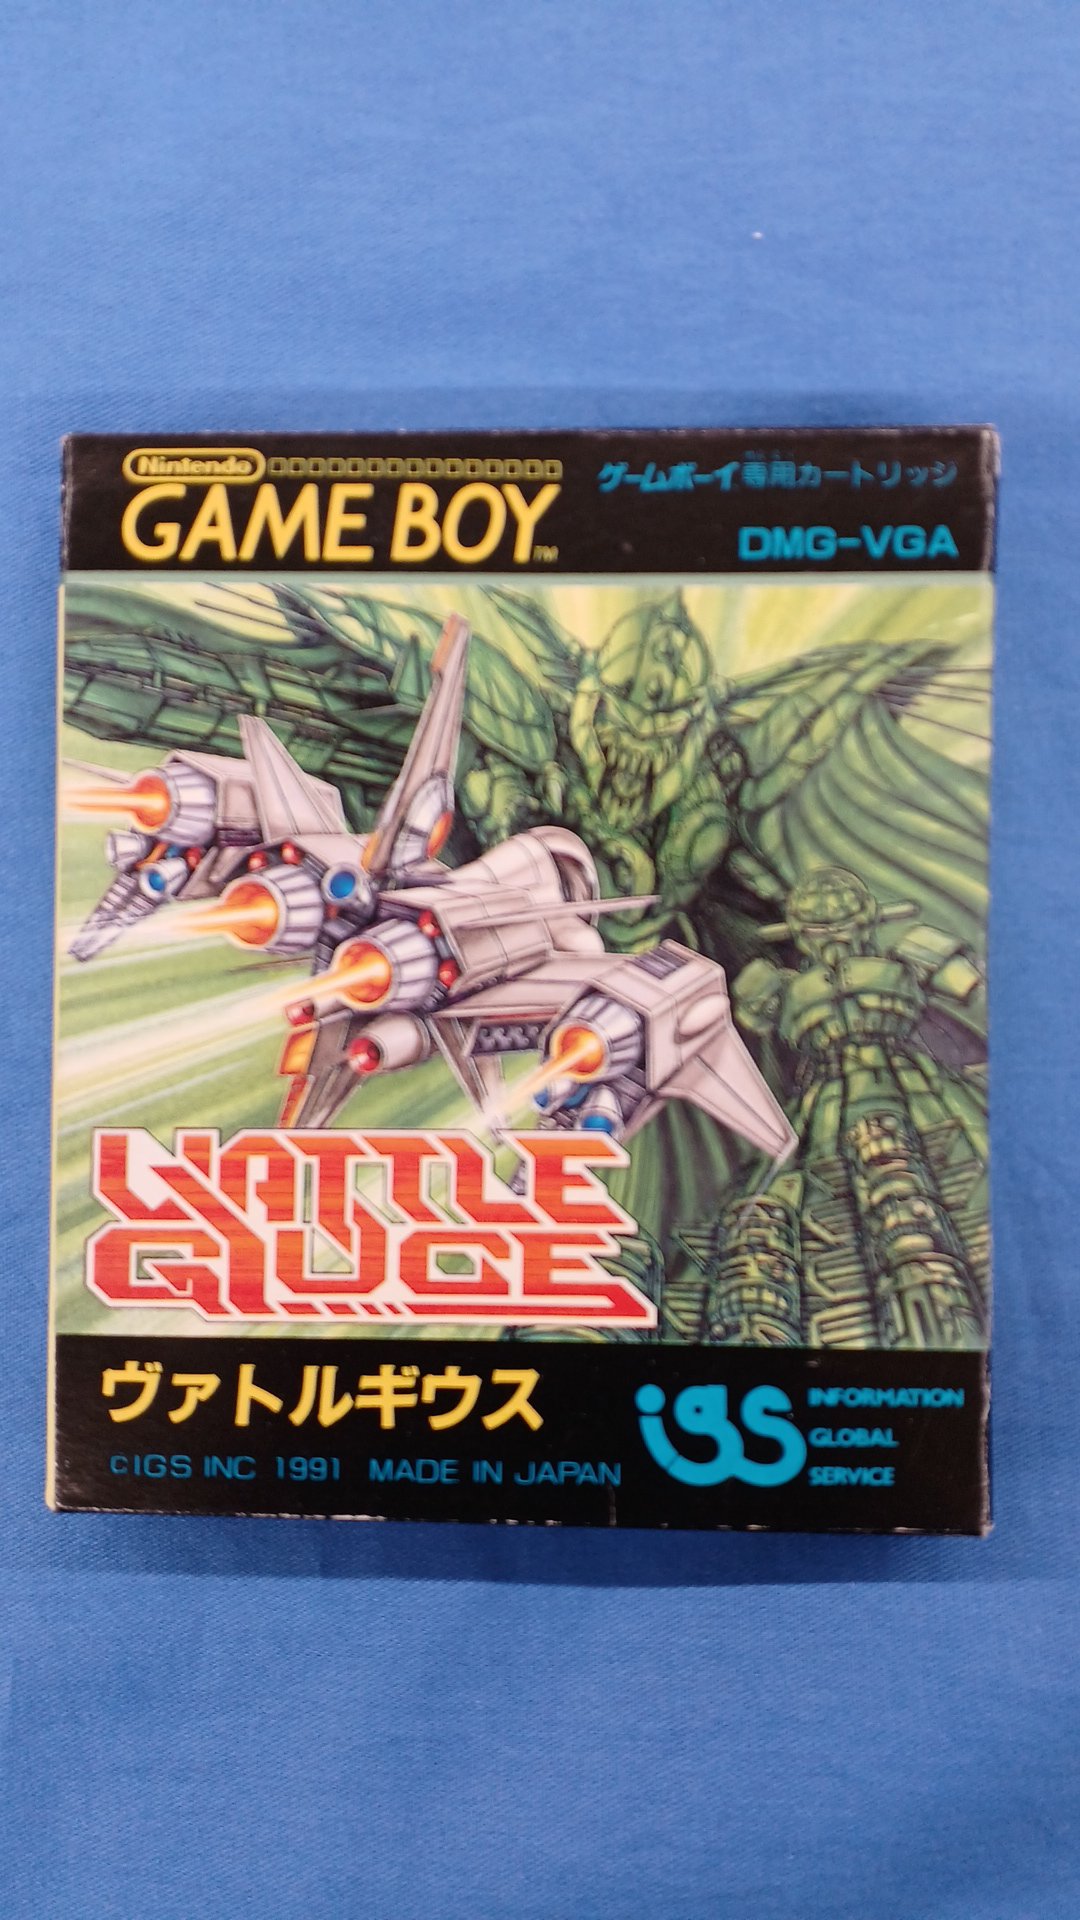 Nintendo
GAME BOY™
ゲームボーイ専用カートリッジ
DMG-VGA
VATTLE
GIUCE
ヴァトルギウス
©IGS INC 1991 MADE IN JAPAN
igs
INFORMATION
GLOBAL
SERVICE